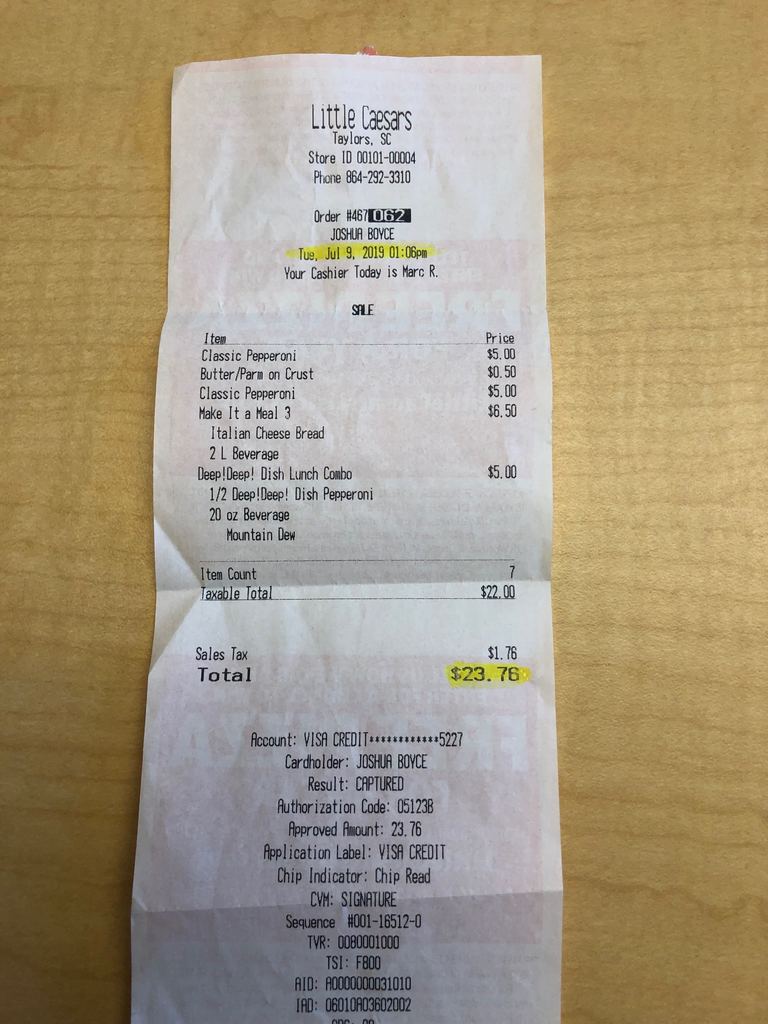 Little Caesars
Taylors, SC
Store ID 00101-00004
Phone 864-292-3310
Order #467 062
JOSHUA BOYCE
Tue, Jul 9, 2019 01:06pm
Your Cashier Today is Marc R.
SALE
Item Price
Classic Pepperoni $5.00
Butter/Parm on Crust $0.50
Classic Pepperoni $5.00
Make It a Meal 3 $6.50
Italian Cheese Bread
2 L Beverage
Deep!Deep! Dish Lunch Combo $5.00
1/2 Deep!Deep! Dish Pepperoni
20 oz Beverage
Mountain Dew
Item Count 7
Taxable Total $22.00
Sales Tax $1.76
Total $23.76
Account: VISA CREDIT************5227
Cardholder: JOSHUA BOYCE
Result: CAPTURED
Authorization Code: 05123B
Approved Amount: 23.76
Application Label: VISA CREDIT
Chip Indicator: Chip Read
CVM: SIGNATURE
Sequence #001-16512-0
TVR: 0080001000
TSI: F800
AID: A0000000031010
IAD: 06010A03602002